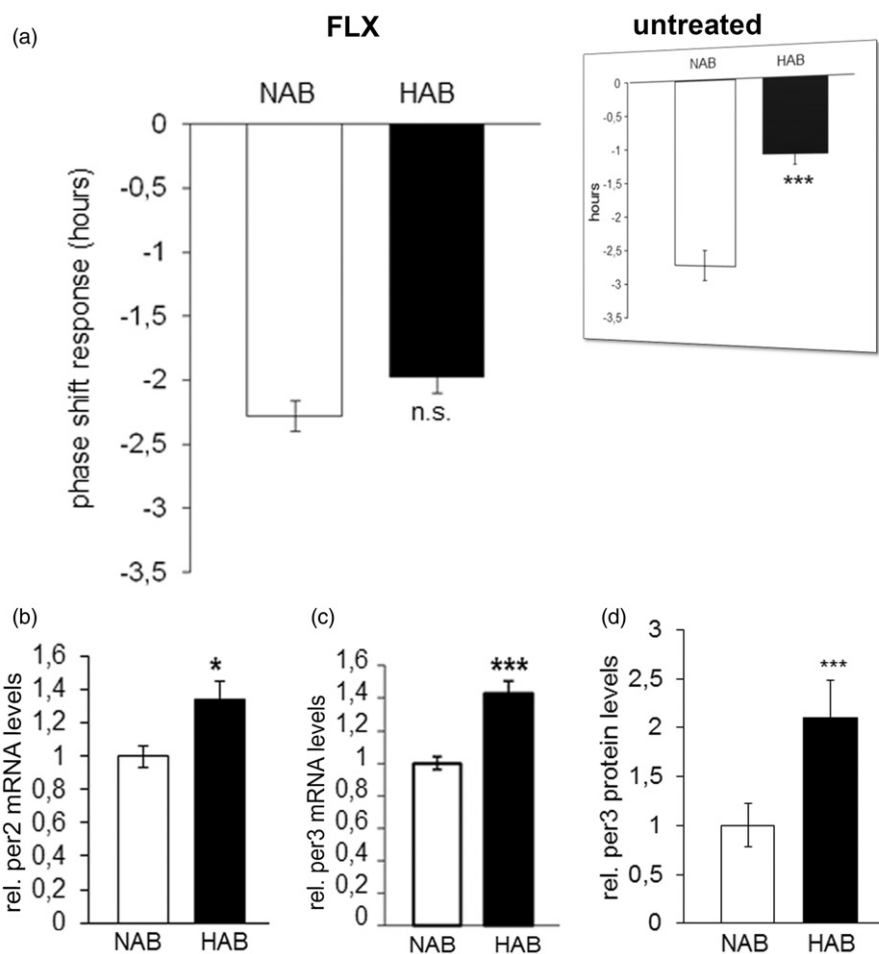 (a)
FLX
NAB HAB
0
-0,5
-1
-1,5
-2
-2,5
-3
-3,5
phase shift response (hours)
n.s.
untreated
NAB HAB
0
-0,5
-1
-1,5
-2
-2,5
-3
-3,5
hours
***
(b)
1,6
1,4
1,2
1
0,8
0,6
0,4
0,2
0
rel. per2 mRNA levels
*
NAB HAB
(c)
1,6
1,4
1,2
1
0,8
0,6
0,4
0,2
0
rel. per3 mRNA levels
***
NAB HAB
(d)
3
2,5
2
1,5
1
0,5
0
rel. per3 protein levels
***
NAB HAB